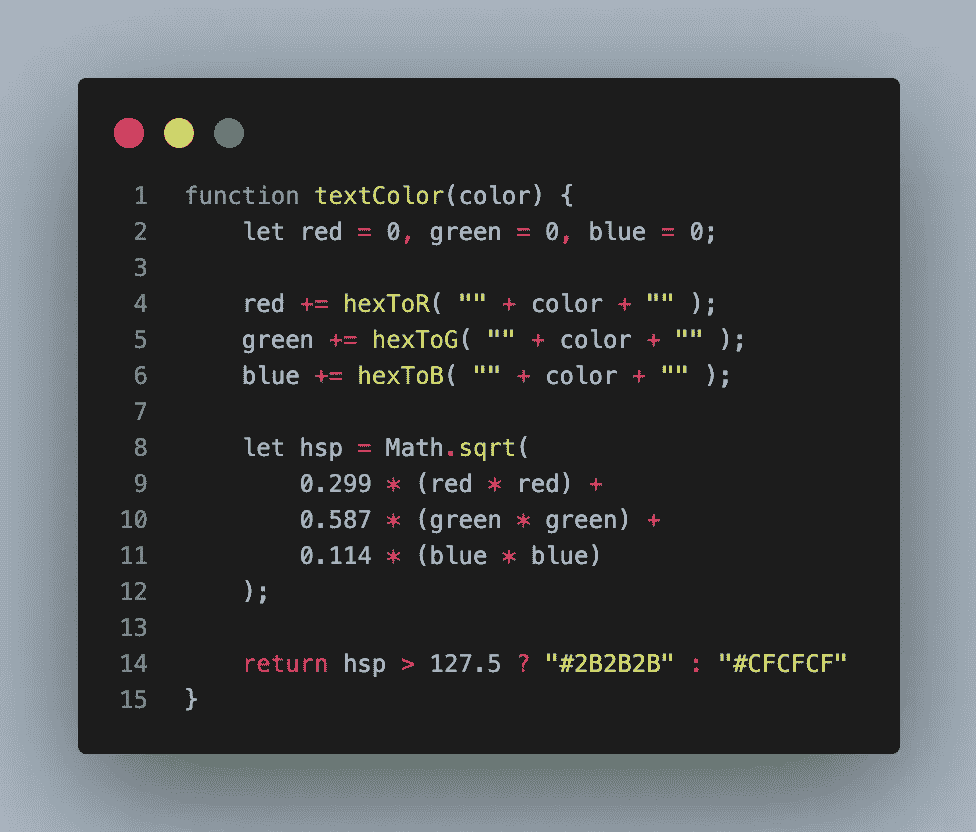 1 function textColor(color) {
2 let red = 0, green = 0, blue = 0;
3
4 red += hexToR( "" + color + "" );
5 green += hexToG( "" + color + "" );
6 blue += hexToB( "" + color + "" );
7
8 let hsp = Math.sqrt(
9 0.299 * (red * red) +
10 0.587 * (green * green) +
11 0.114 * (blue * blue)
12 );
13
14 return hsp > 127.5 ? "#2B2B2B" : "#CFCFCF"
15 }